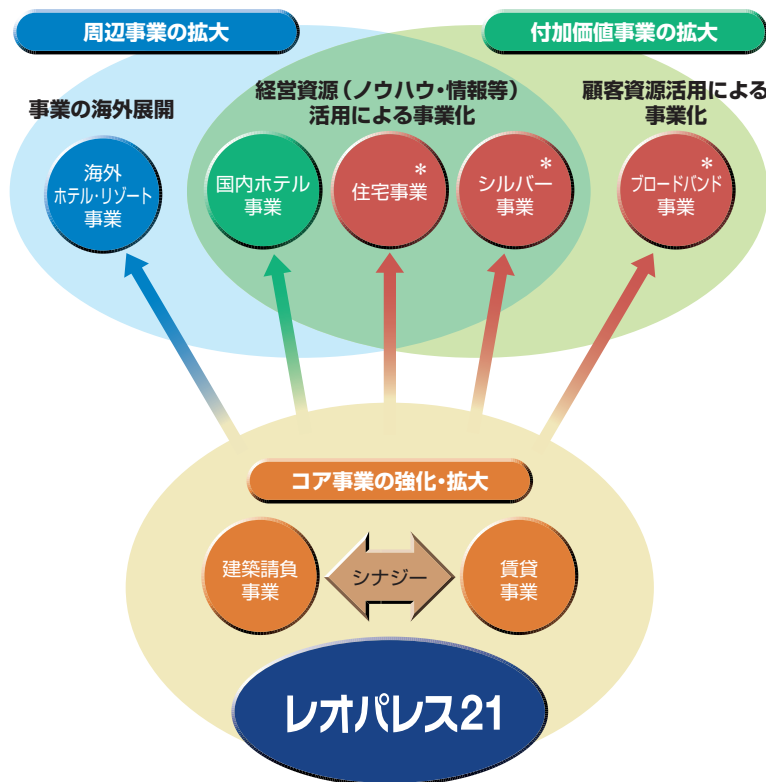 周辺事業の拡大
付加価値事業の拡大
事業の海外展開
経営資源(ノウハウ・情報等)
活用による事業化
顧客資源活用による
事業化
海外
ホテル・リゾート
事業
国内ホテル
事業
*
住宅事業
*
シルバー
事業
*
ブロードバンド
事業
コア事業の強化・拡大
建築請負
事業
シナジー
賃貸
事業
レオパレス21